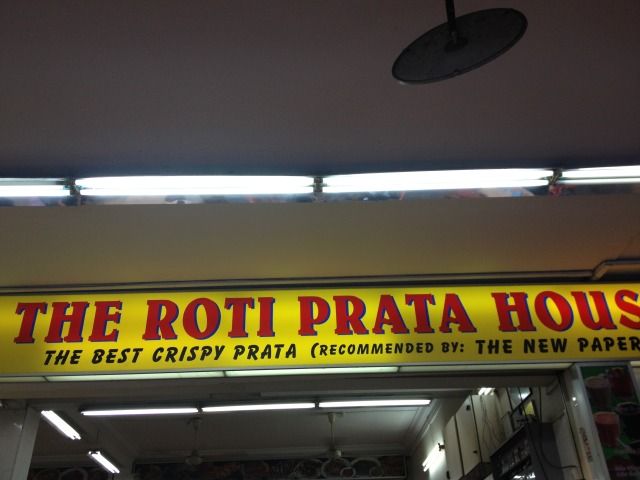 THE ROTI PRATA HOUS
THE BEST CRISPY PRATA (RECOMMENDED BY: THE NEW PAPER